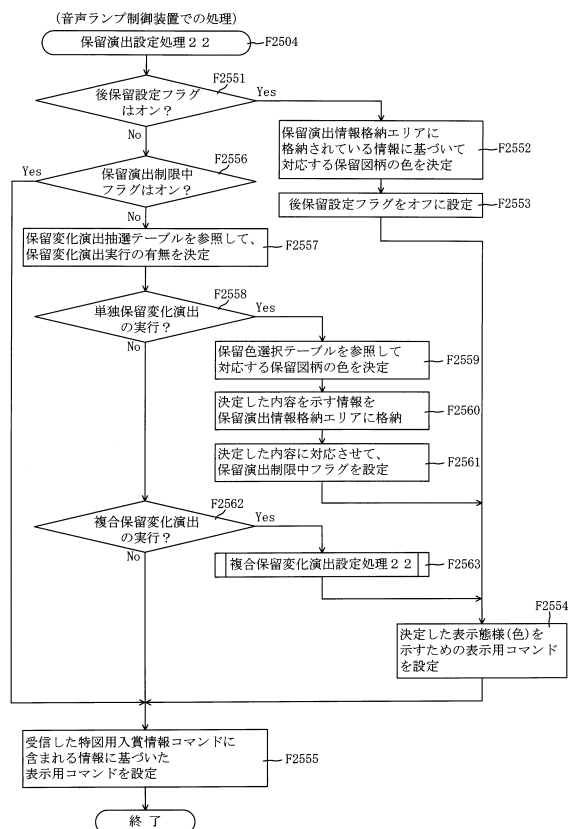 (音声ランプ制御装置での処理)
保留演出設定処理２２
F2504
F2551
後保留設定フラグ
はオン？
Yes
No
保留演出情報格納エリアに
格納されている情報に基づいて
対応する保留図柄の色を決定
F2552
F2556
Yes
保留演出制限中
フラグはオン？
No
後保留設定フラグをオフに設定
F2553
保留変化演出抽選テーブルを参照して、
保留変化演出実行の有無を決定
F2557
F2558
単独保留変化演出
の実行？
Yes
No
保留色選択テーブルを参照して
対応する保留図柄の色を決定
F2559
決定した内容を示す情報を
保留演出情報格納エリアに格納
F2560
決定した内容に対応させて、
保留演出制限中フラグを設定
F2561
F2562
複合保留変化演出
の実行？
Yes
No
複合保留変化演出設定処理２２
F2563
F2554
決定した表示態様(色)を
示すための表示用コマンド
を設定
受信した特図用入賞情報コマンドに
含まれる情報に基づいた
表示用コマンドを設定
F2555
終 了